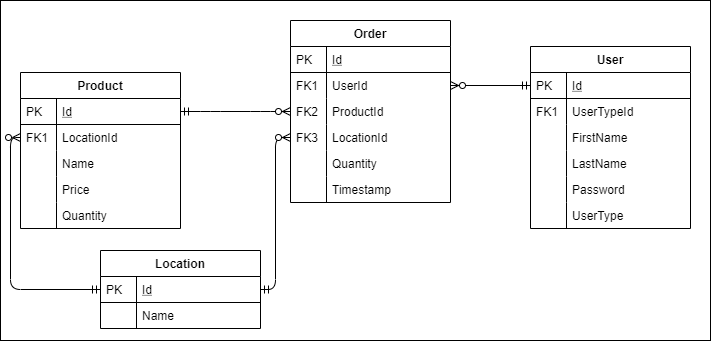 Order
PK Id
FK1 UserId
FK2 ProductId
FK3 LocationId
Quantity
Timestamp
User
PK Id
FK1 UserTypeId
FirstName
LastName
Password
UserType
Product
PK Id
FK1 LocationId
Name
Price
Quantity
Location
PK Id
Name